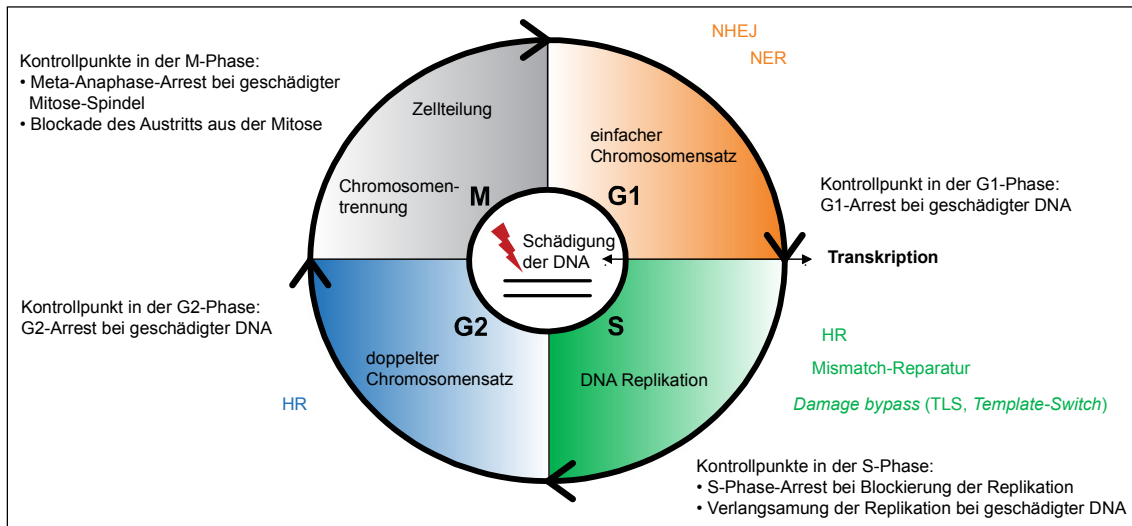 NHEJ
NER
Kontrollpunkte in der M-Phase:
• Meta-Anaphase-Arrest bei geschädigter
Mitose-Spindel
• Blockade des Austritts aus der Mitose
Zellteilung
einfacher
Chromosomensatz
Chromosomen-
trennung
M
G1
Kontrollpunkt in der G1-Phase:
G1-Arrest bei geschädigter DNA
Schädigung
der DNA
Transkription
Kontrollpunkt in der G2-Phase:
G2-Arrest bei geschädigter DNA
G2
S
doppelter
Chromosomensatz
DNA Replikation
HR
HR
Mismatch-Reparatur
Damage bypass (TLS, Template-Switch)
Kontrollpunkte in der S-Phase:
• S-Phase-Arrest bei Blockierung der Replikation
• Verlangsamung der Replikation bei geschädigter DNA